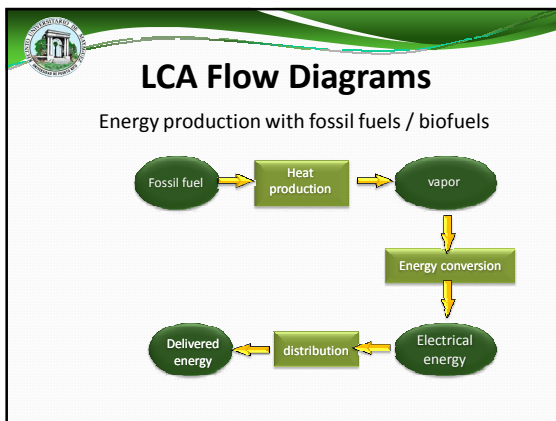 LCA Flow Diagrams
Energy production with fossil fuels / biofuels
Fossil fuel
Heat
production
vapor
Energy conversion
Electrical
energy
distribution
Delivered
energy